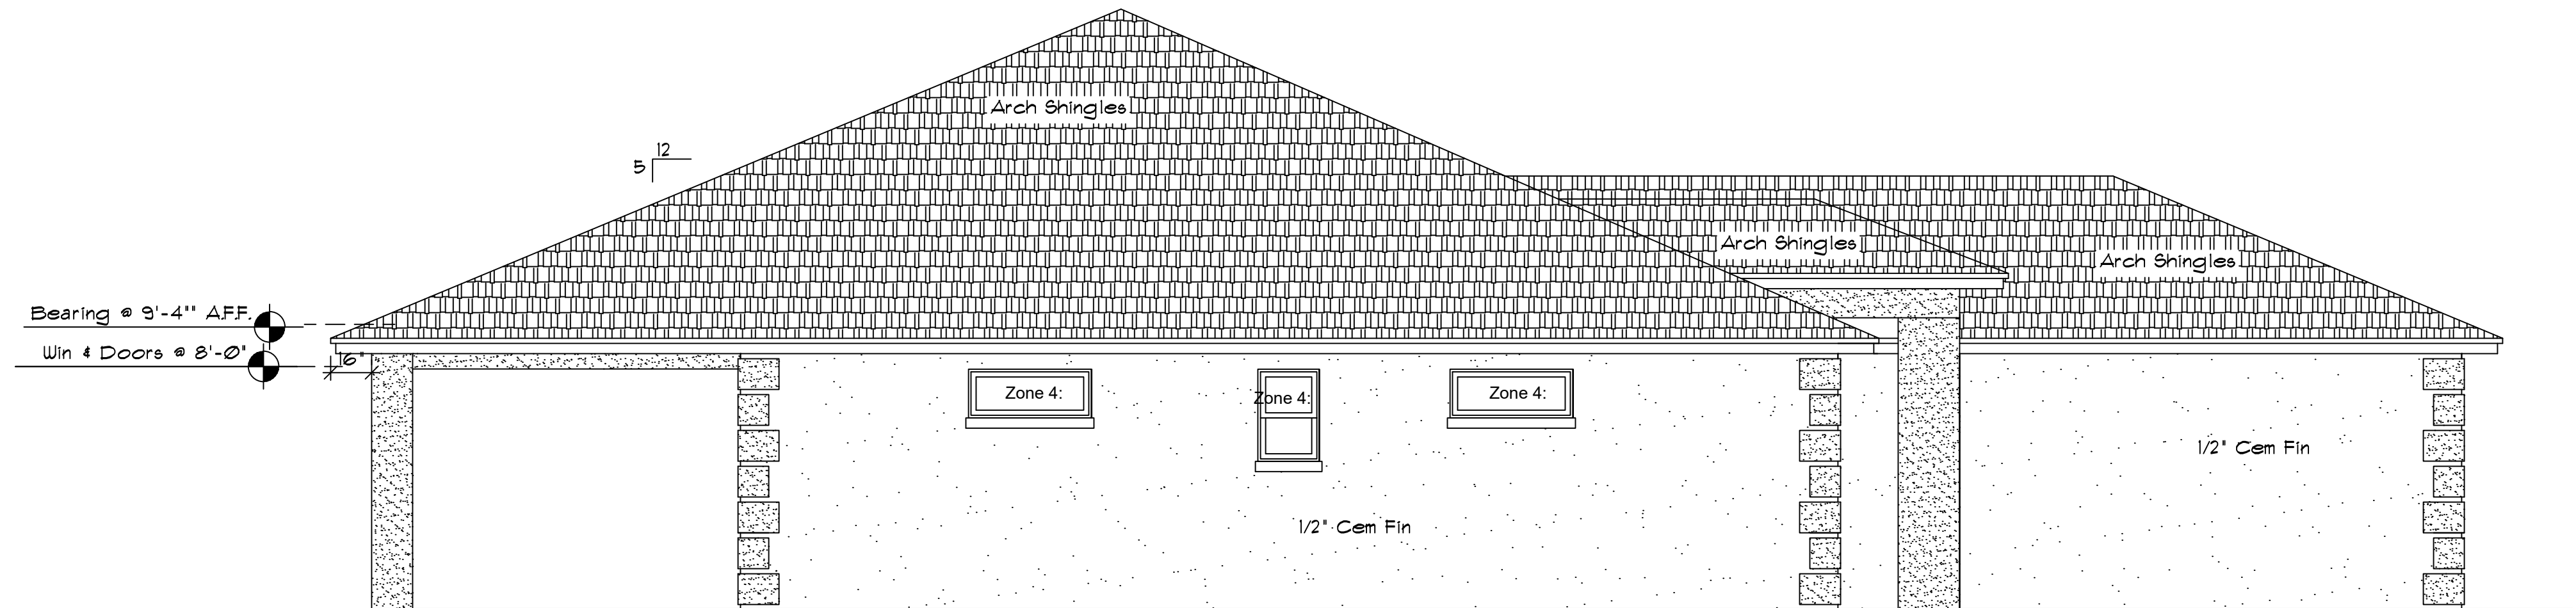 Arch Shingles
12
5
Arch Shingles
Arch Shingles
Bearing @ 9'-4"" A.F.F.
Win & Doors @ 8'-0"
16"
Zone 4:
Zone 4:
Zone 4:
1/2" Cem Fin
1/2" Cem Fin